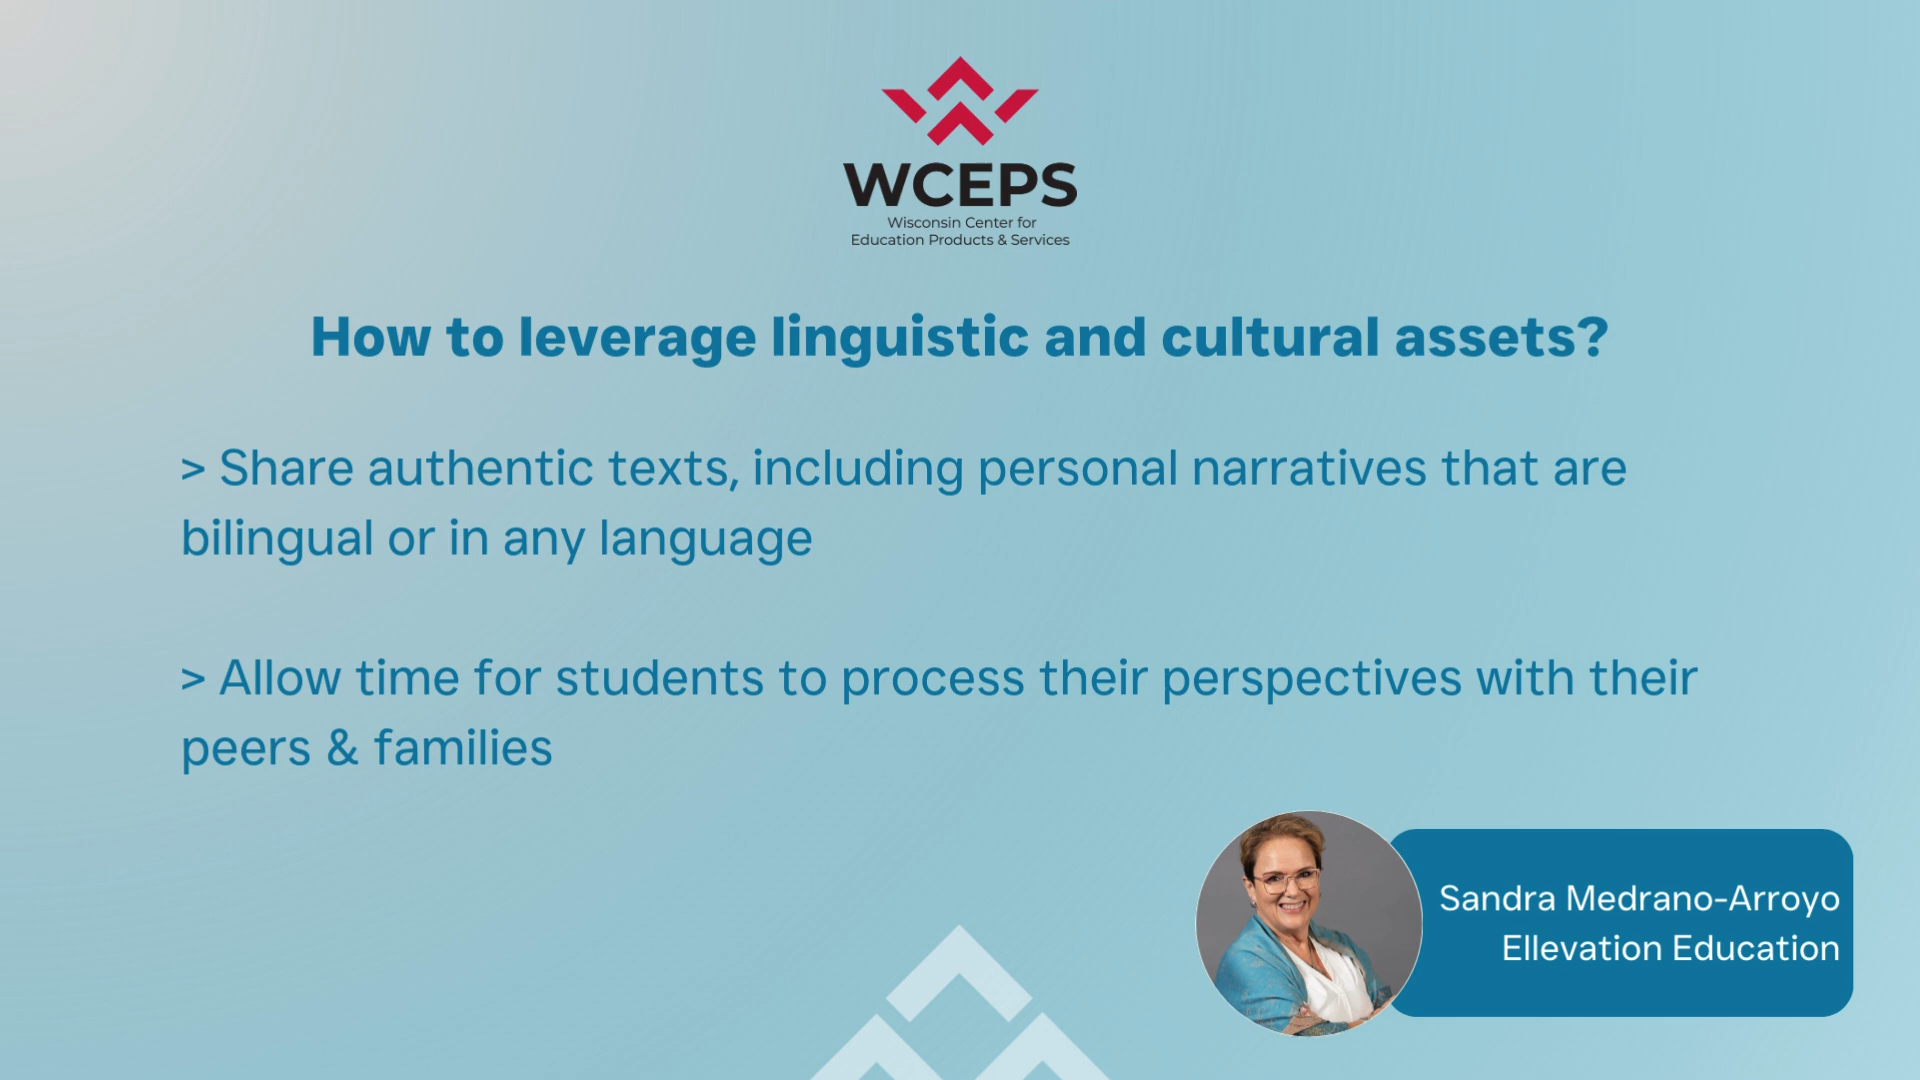 WCEPS
Wisconsin Center for
Education Products & Services
How to leverage linguistic and cultural assets?
> Share authentic texts, including personal narratives that are
bilingual or in any language
> Allow time for students to process their perspectives with their
peers & families
Sandra Medrano-Arroyo
Ellevation Education